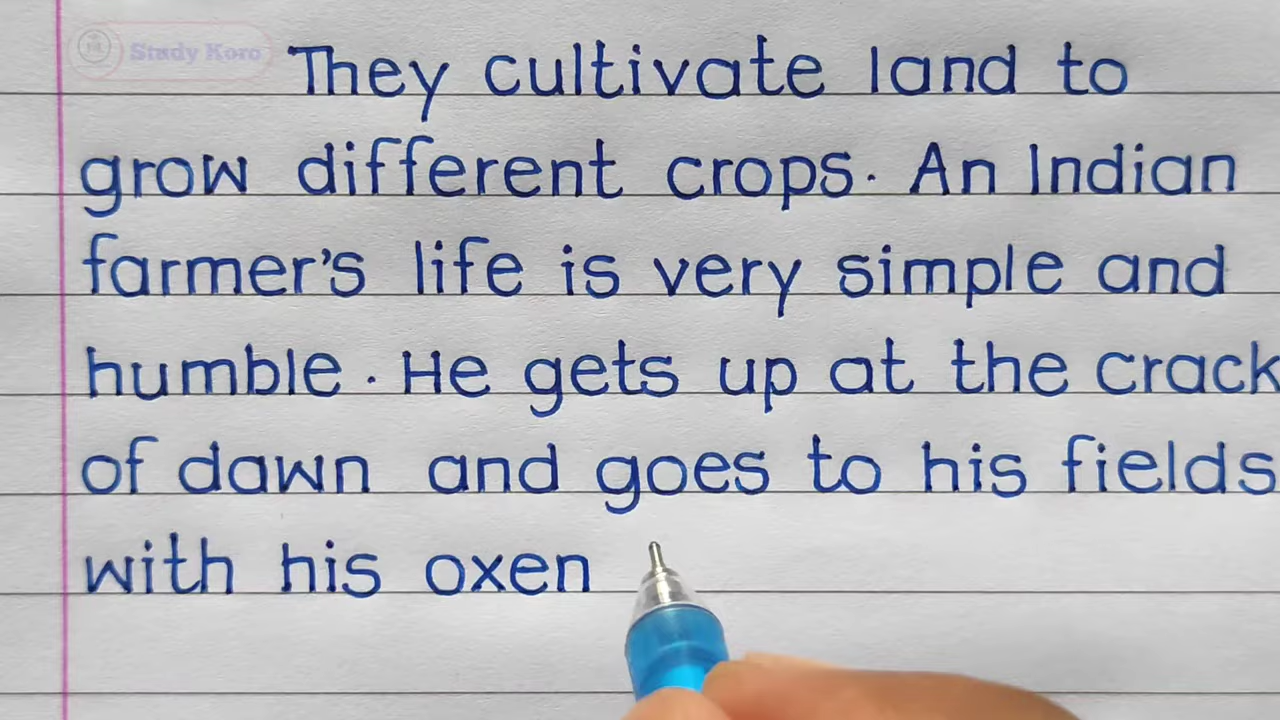 Study Koro
They cultivate land to
grow different crops. An Indian
farmer's life is very simple and
humble. He gets up at the crack
of dawn and goes to his fields
with his oxen